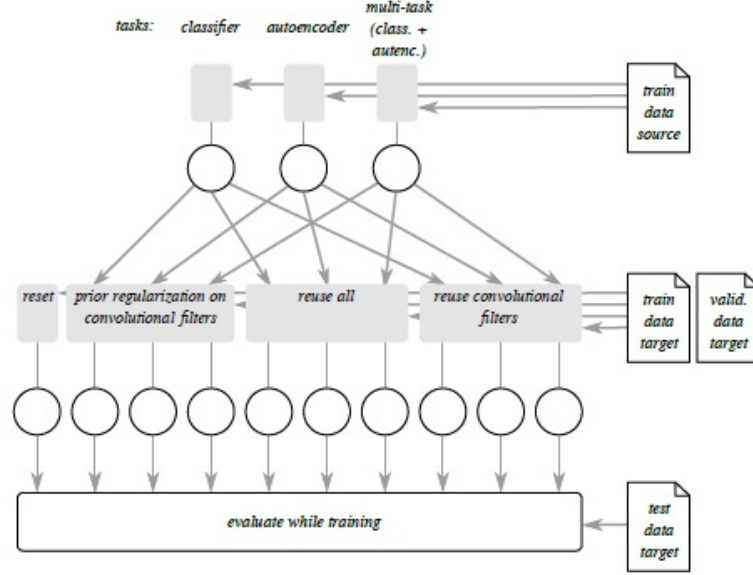 tasks: classifier autoencoder multi-task
(class. +
autenc.)
train
data
source
reset prior regularization on
convolutional filters
reuse all
reuse convolutional
filters
train
data
target
valid.
data
target
evaluate while training
test
data
target